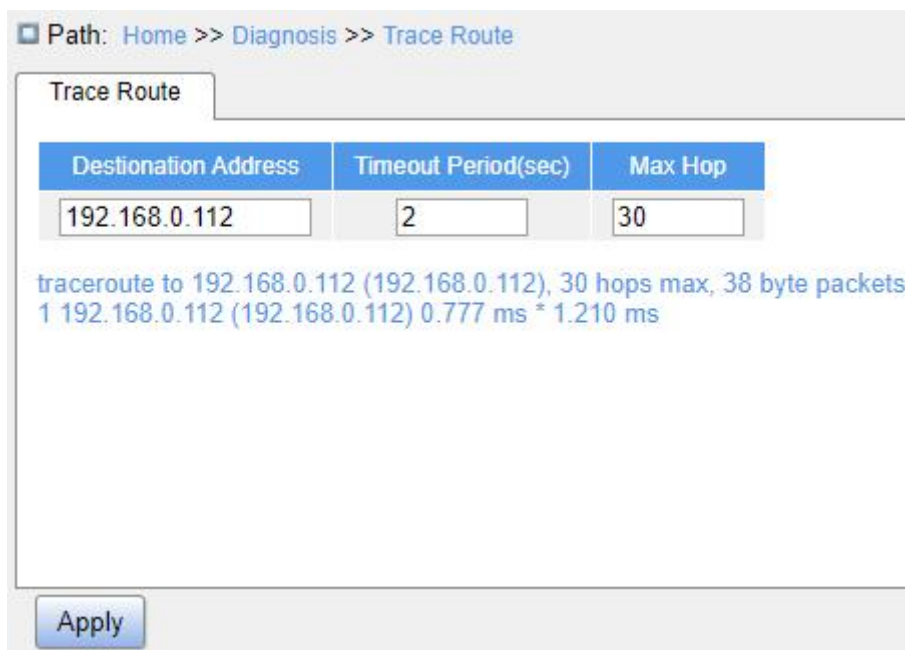 Path: Home >> Diagnosis >> Trace Route
Trace Route
Destionation Address Timeout Period(sec) Max Hop
192.168.0.112 2 30
traceroute to 192.168.0.112 (192.168.0.112), 30 hops max, 38 byte packets
1 192.168.0.112 (192.168.0.112) 0.777 ms * 1.210 ms
Apply